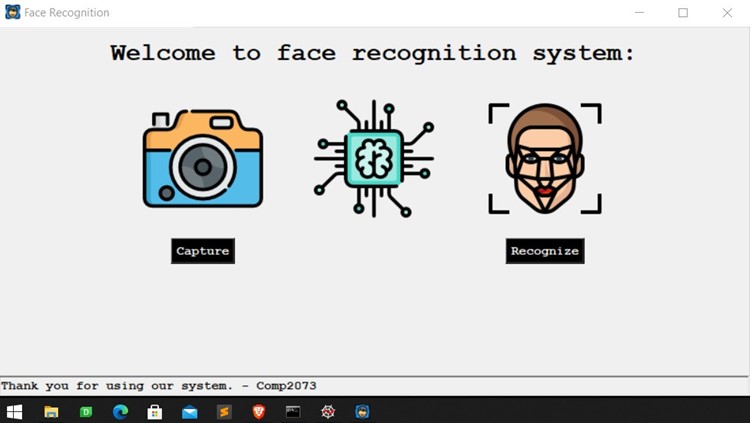 Face Recognition
Welcome to face recognition system:
Capture
Recognize
Thank you for using our system. - Comp2073